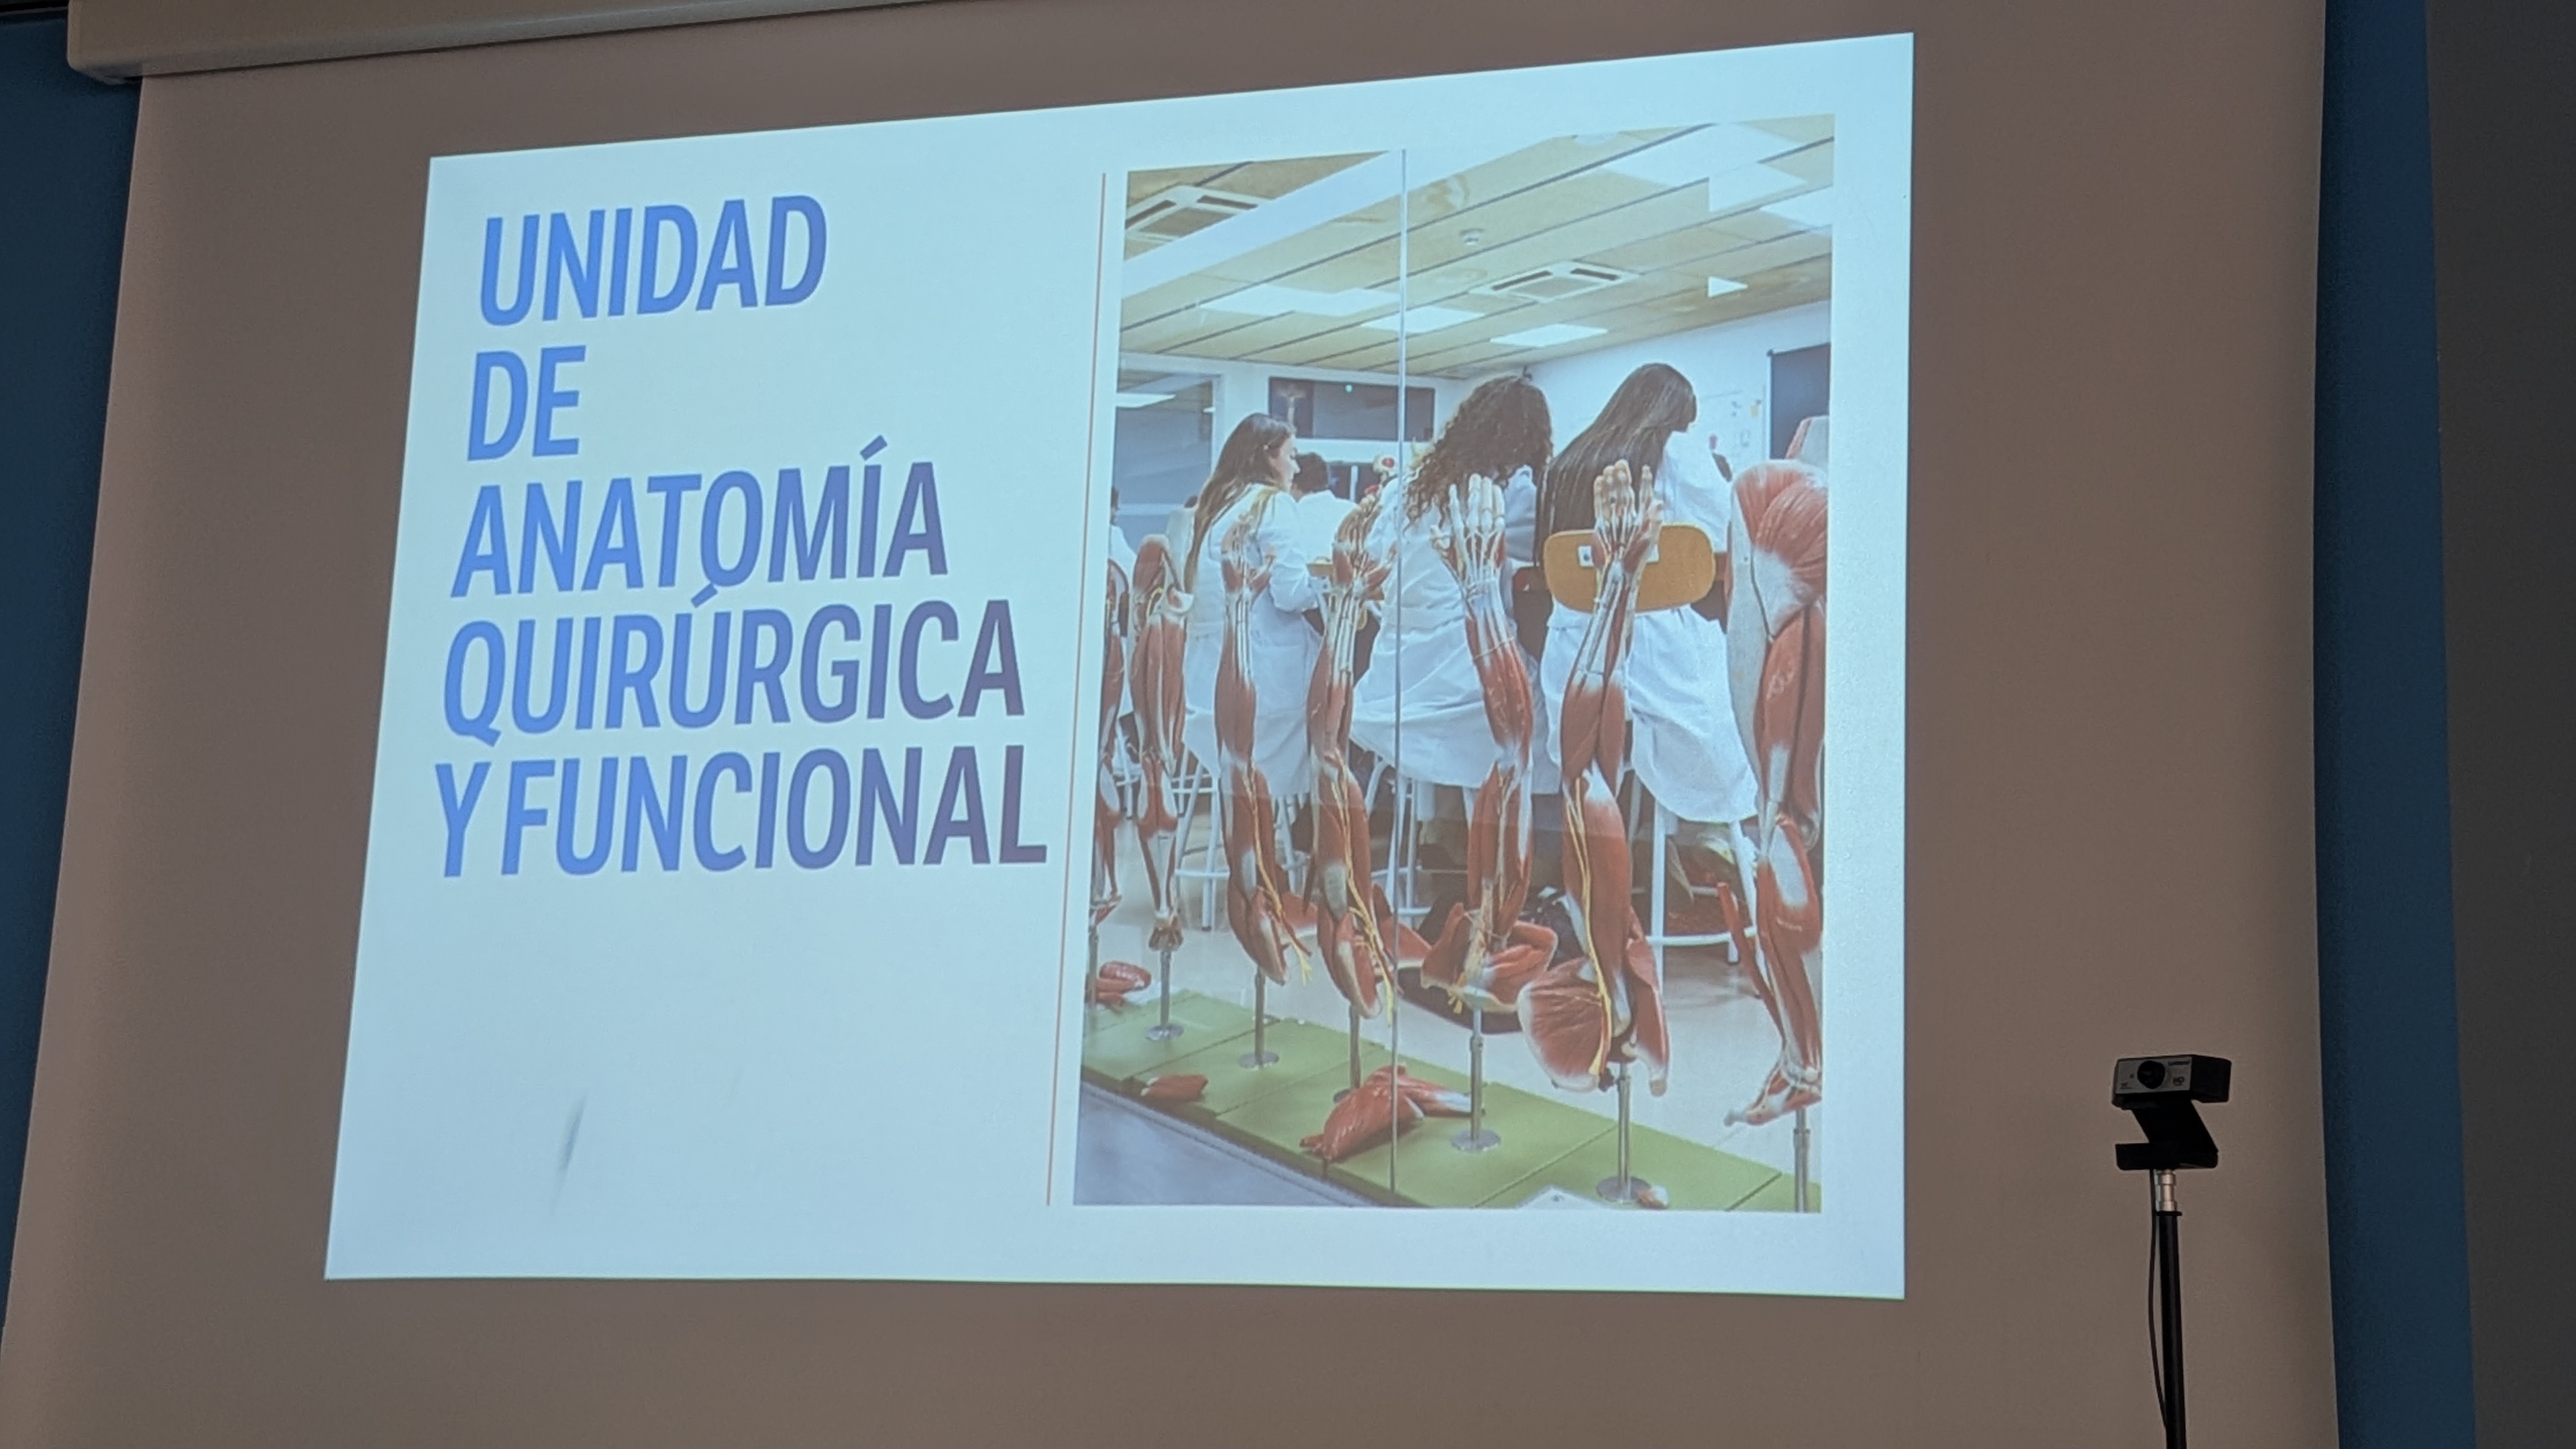 UNIDAD
DE
ANATOMÍA
QUIRÚRGICA
Y FUNCIONAL